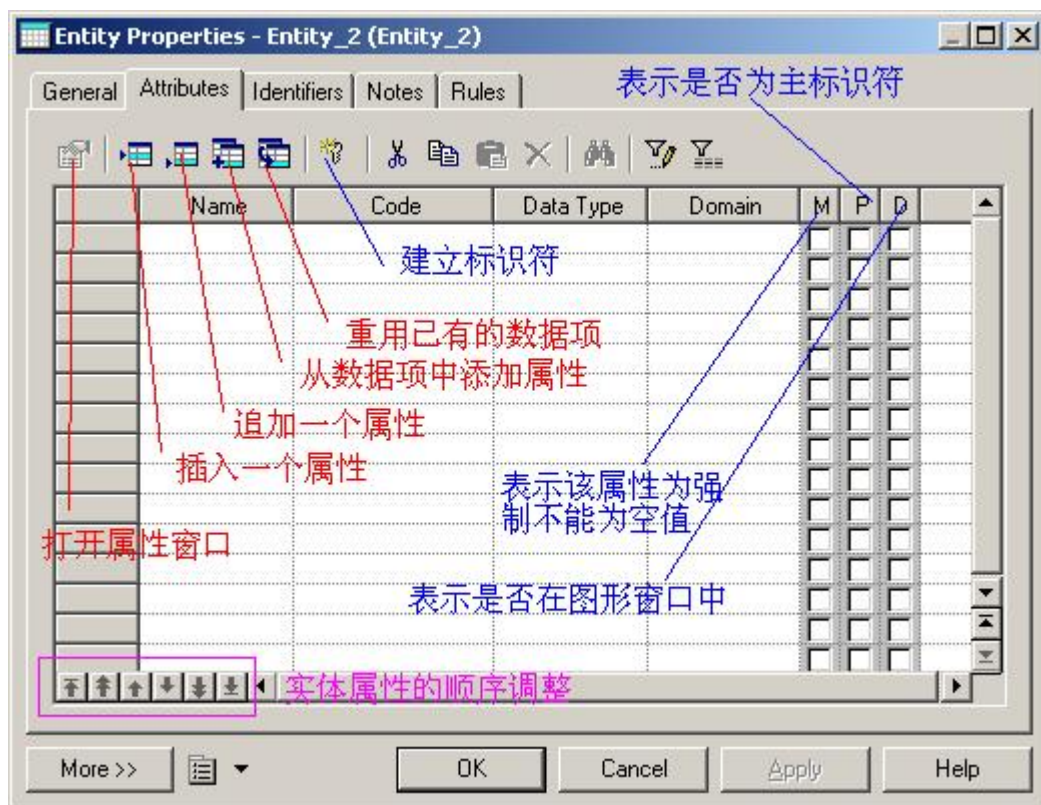 Entity Properties - Entity_2 (Entity_2)
General Attributes Identifiers Notes Rules
表示是否为主标识符
Name Code Data Type Domain M P D
建立标识符
重用已有的数据项
从数据项中添加属性
追加一个属性
插入一个属性
表示该属性为强
制不能为空值
打开属性窗口
表示是否在图形窗口中
实体属性的顺序调整
More >> OK Cancel Apply Help